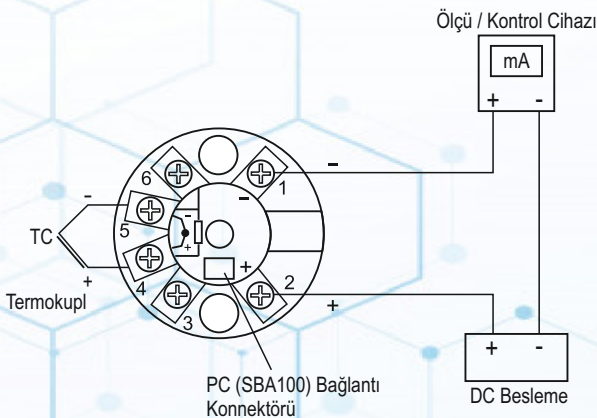 Ölçü / Kontrol Cihazı
mA
+ -
-
6 1
-
-
5
-
TC
+
4
+
+
Termokupl
2
3
+
+ -
PC (SBA100) Bağlantı
Konnektörü
DC Besleme